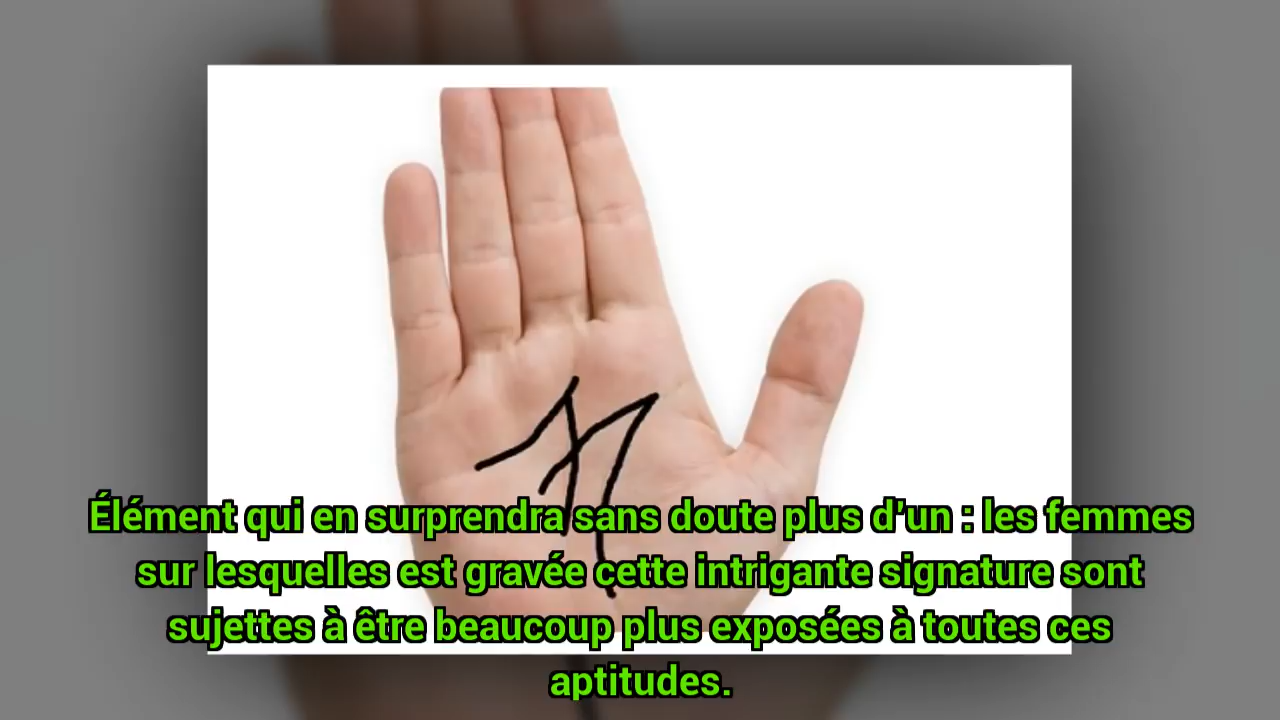 Élément qui en surprendra sans doute plus d'un : les femmes
sur lesquelles est gravée cette intrigante signature sont
sujettes à être beaucoup plus exposées à toutes ces
aptitudes.